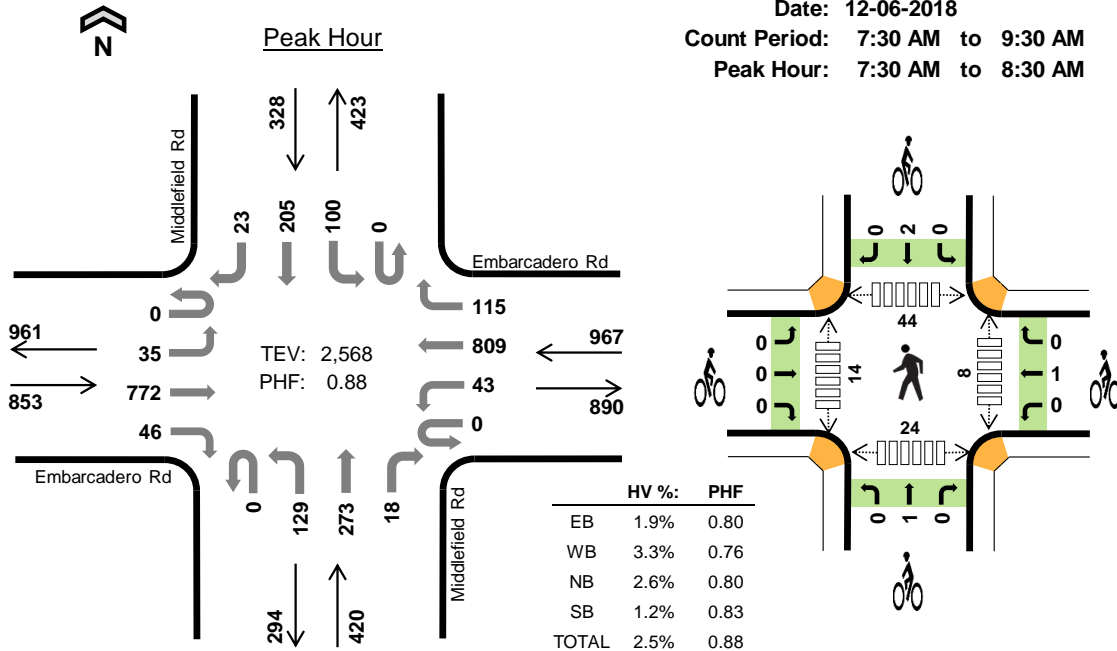 Date: 12-06-2018
Count Period: 7:30 AM to 9:30 AM
Peak Hour: 7:30 AM to 8:30 AM
N
Peak Hour
328 423
Middlefield Rd
23 205 100 0
Embarcadero Rd
0 115
961 35 809 967
TEV: 2,568
PHF: 0.88
853 772 43 890
46 0
Embarcadero Rd
0 129 273 18
Middlefield Rd
294 420
HV %: PHF
EB 1.9% 0.80
WB 3.3% 0.76
NB 2.6% 0.80
SB 1.2% 0.83
TOTAL 2.5% 0.88
0 2 0
44
0 0
0 14 8 1
0 0
24
0 1 0